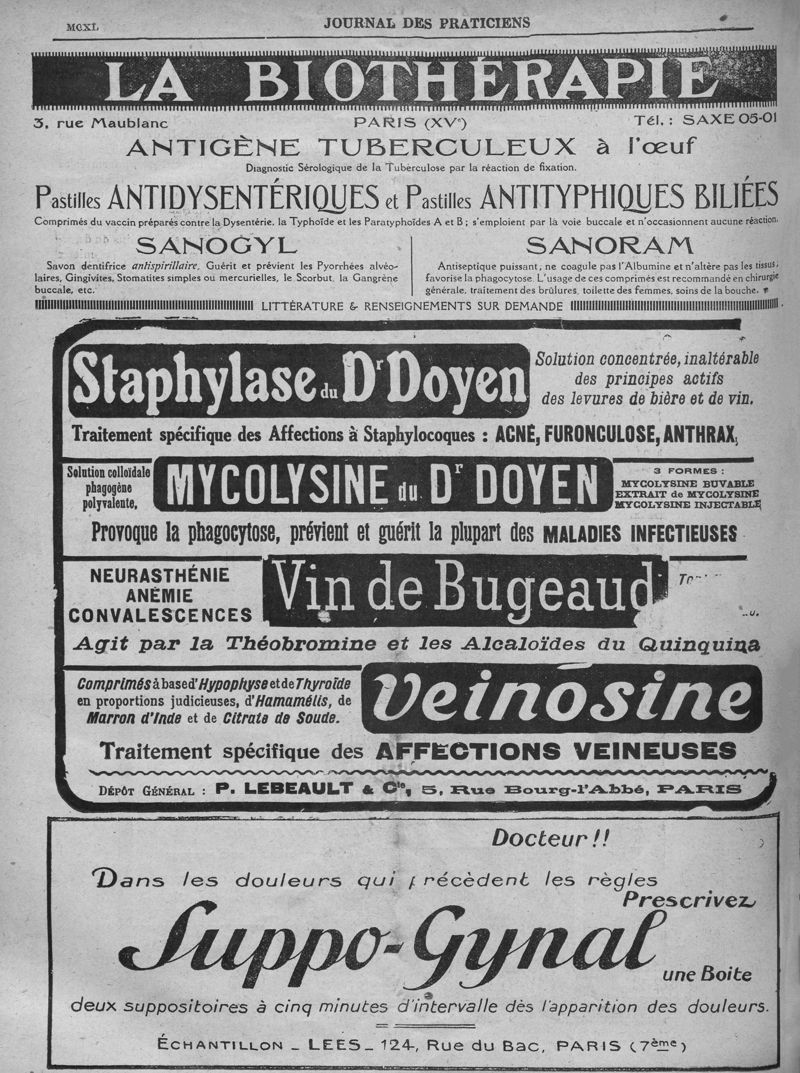 MCXL
JOURNAL DES PRATICIENS
LA BIOTHÉRAPIE
3, rue Maublanc PARIS (XVe) Tél. : SAXE 05-01
ANTIGÈNE TUBERCULEUX à l'œuf
Diagnostic Sérologique de la Tuberculose par la réaction de fixation.
Pastilles ANTIDYSENTÉRIQUES et Pastilles ANTITYPHIQUES BILIÉES
Comprimés du vaccin préparés contre la Dysentérie, la Typhoïde et les Paratyphoïdes A et B ; s'emploient par là voie buccale et n'occasionnent aucune réaction.
SANOGYL
Savon dentifrice antispirillaire, Guérit et prévient les Pyorrhées alvéo-
laires, Gingivites, Stomatites simples ou mercurielles, le Scorbut, la Gangrène
buccale, etc.
SANORAM
Antiseptique puissant, ne coagule pas l'Albumine et n'altère pas les tissus,
favorise la phagocytose. L'usage de ces comprimés est recommandé en chirurgie
générale, traitement des brûlures, toilette des femmes, soins de la bouche.
LITTÉRATURE & RENSEIGNEMENTS SUR DEMANDE
Staphylase du Dr Doyen
Solution concentrée, inaltérable
des principes actifs
des levures de bière et de vin.
Traitement spécifique des Affections à Staphylocoques : ACNÉ, FURONCULOSE, ANTHRAX,
Solution colloïdale
phagogène
polyvalente,
MYCOLYSINE du Dr DOYEN
3 FORMES :
MYCOLYSINE BUVABLE
EXTRAIT de MYCOLYSINE
MYCOLYSINE INJECTABLE
Provoque la phagocytose, prévient et guérit la plupart des MALADIES INFECTIEUSES
NEURASTHÉNIE
ANÉMIE
CONVALESCENCES
Vin de Bugeaud
Agit par la Théobromine et les Alcaloïdes du Quinquina
Comprimés à base d'Hypophyse et de Thyroïde
en proportions judicieuses, d'Hamamélis, de
Marron d'Inde et de Citrate de Soude.
Veinosine
Traitement spécifique des AFFECTIONS VEINEUSES
DÉPÔT GÉNÉRAL : P. LEBEAULT & Cie, 5, Rue Bourg-l'Abbé, PARIS
Docteur !!
Dans les douleurs qui précèdent les règles
Prescrivez
Suppo-Gynal
une Boite
deux suppositoires à cinq minutes d'intervalle dès l'apparition des douleurs.
ÉCHANTILLON _ LEES _ 124, Rue du Bac, PARIS (7ème)